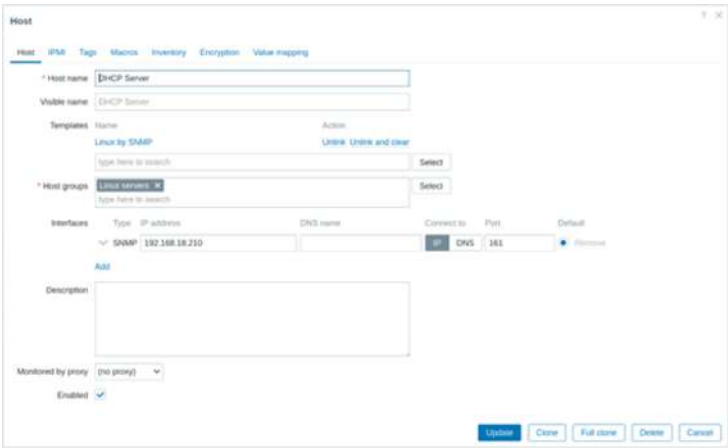 Host
? ×
Host IPMI Tags Macros Inventory Encryption Value mapping
* Host name DHCP Server
Visible name DHCP Server
Templates Name Action
Linux by SNMP Unlink Unlink and clear
type here to search Select
* Host groups Linux servers × Select
type here to search
Interfaces Type IP address DNS name Connect to Port Default
SNMP 192.168.18.210 IP DNS 161 Remove
Add
Description
Monitored by proxy (no proxy)
Enabled
Update Clone Full clone Delete Cancel